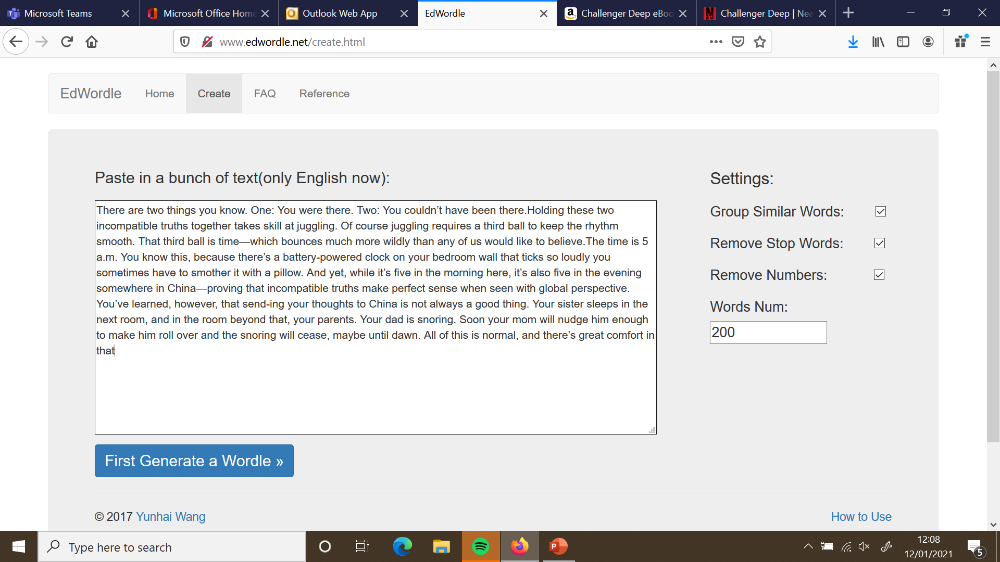 Microsoft Teams
Microsoft Office Home
Outlook Web App
EdWordle
Challenger Deep eBoo
Challenger Deep | Nea
www.edwordle.net/create.html
EdWordle
Home
Create
FAQ
Reference
Paste in a bunch of text(only English now):
There are two things you know. One: You were there. Two: You couldn’t have been there.Holding these two
incompatible truths together takes skill at juggling. Of course juggling requires a third ball to keep the rhythm
smooth. That third ball is time—which bounces much more wildly than any of us would like to believe.The time is 5
a.m. You know this, because there’s a battery-powered clock on your bedroom wall that ticks so loudly you
sometimes have to smother it with a pillow. And yet, while it’s five in the morning here, it’s also five in the evening
somewhere in China—proving that incompatible truths make perfect sense when seen with global perspective.
You’ve learned, however, that send-ing your thoughts to China is not always a good thing. Your sister sleeps in the
next room, and in the room beyond that, your parents. Your dad is snoring. Soon your mom will nudge him enough
to make him roll over and the snoring will cease, maybe until dawn. All of this is normal, and there’s great comfort in
that
Settings:
Group Similar Words:
Remove Stop Words:
Remove Numbers:
Words Num:
200
First Generate a Wordle »
© 2017 Yunhai Wang
How to Use
Type here to search
12:08
12/01/2021
5